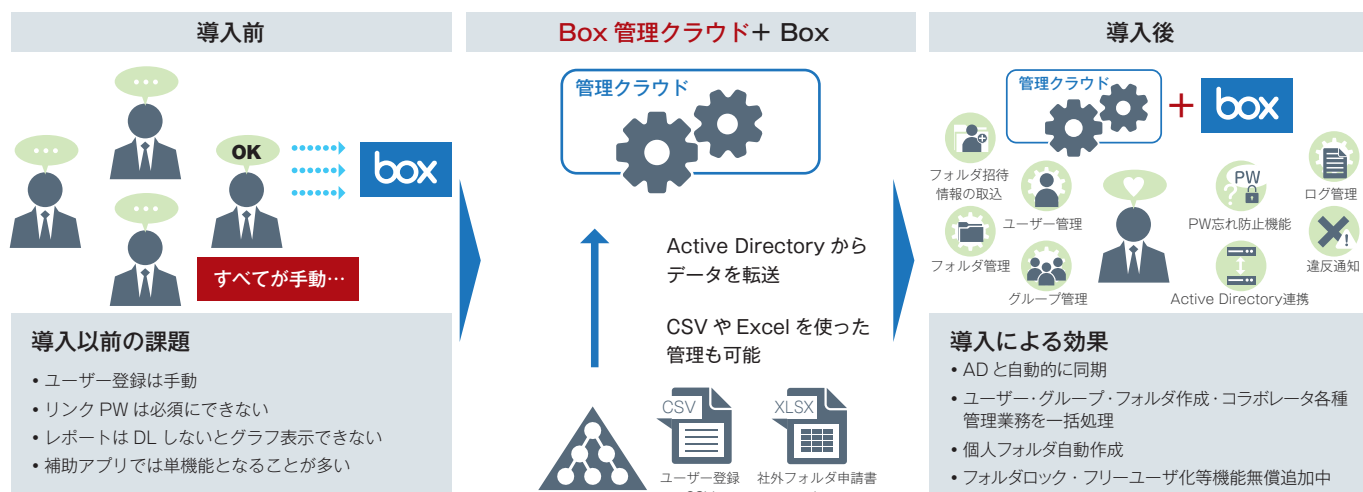 導入前
OK
box
すべてが手動…
導入以前の課題
• ユーザー登録は手動
• リンク PW は必須にできない
• レポートは DL しないとグラフ表示できない
• 補助アプリでは単機能となることが多い
Box 管理クラウド＋ Box
管理クラウド
Active Directory から
データを転送
CSV や Excel を使った
管理も可能
CSV
XLSX
ユーザー登録
社外フォルダ申請書
導入後
管理クラウド
+
box
フォルダ招待
情報の取込
ユーザー管理
フォルダ管理
グループ管理
PW
PW忘れ防止機能
ログ管理
Active Directory連携
違反通知
導入による効果
• AD と自動的に同期
• ユーザー・グループ・フォルダ作成・コラボレータ各種
管理業務を一括処理
• 個人フォルダ自動作成
• フォルダロック・フリーユーザ化等機能無償追加中